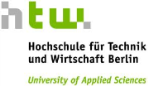 htw.
Hochschule für Technik
und Wirtschaft Berlin
University of Applied Sciences